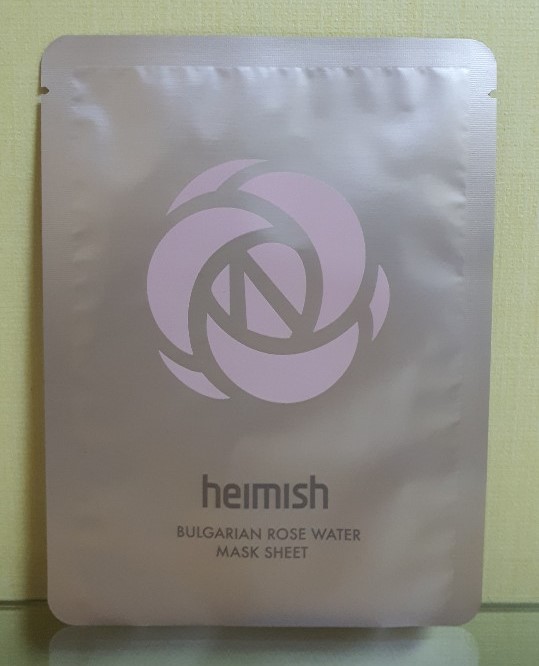 heimish
BULGARIAN ROSE WATER
MASK SHEET